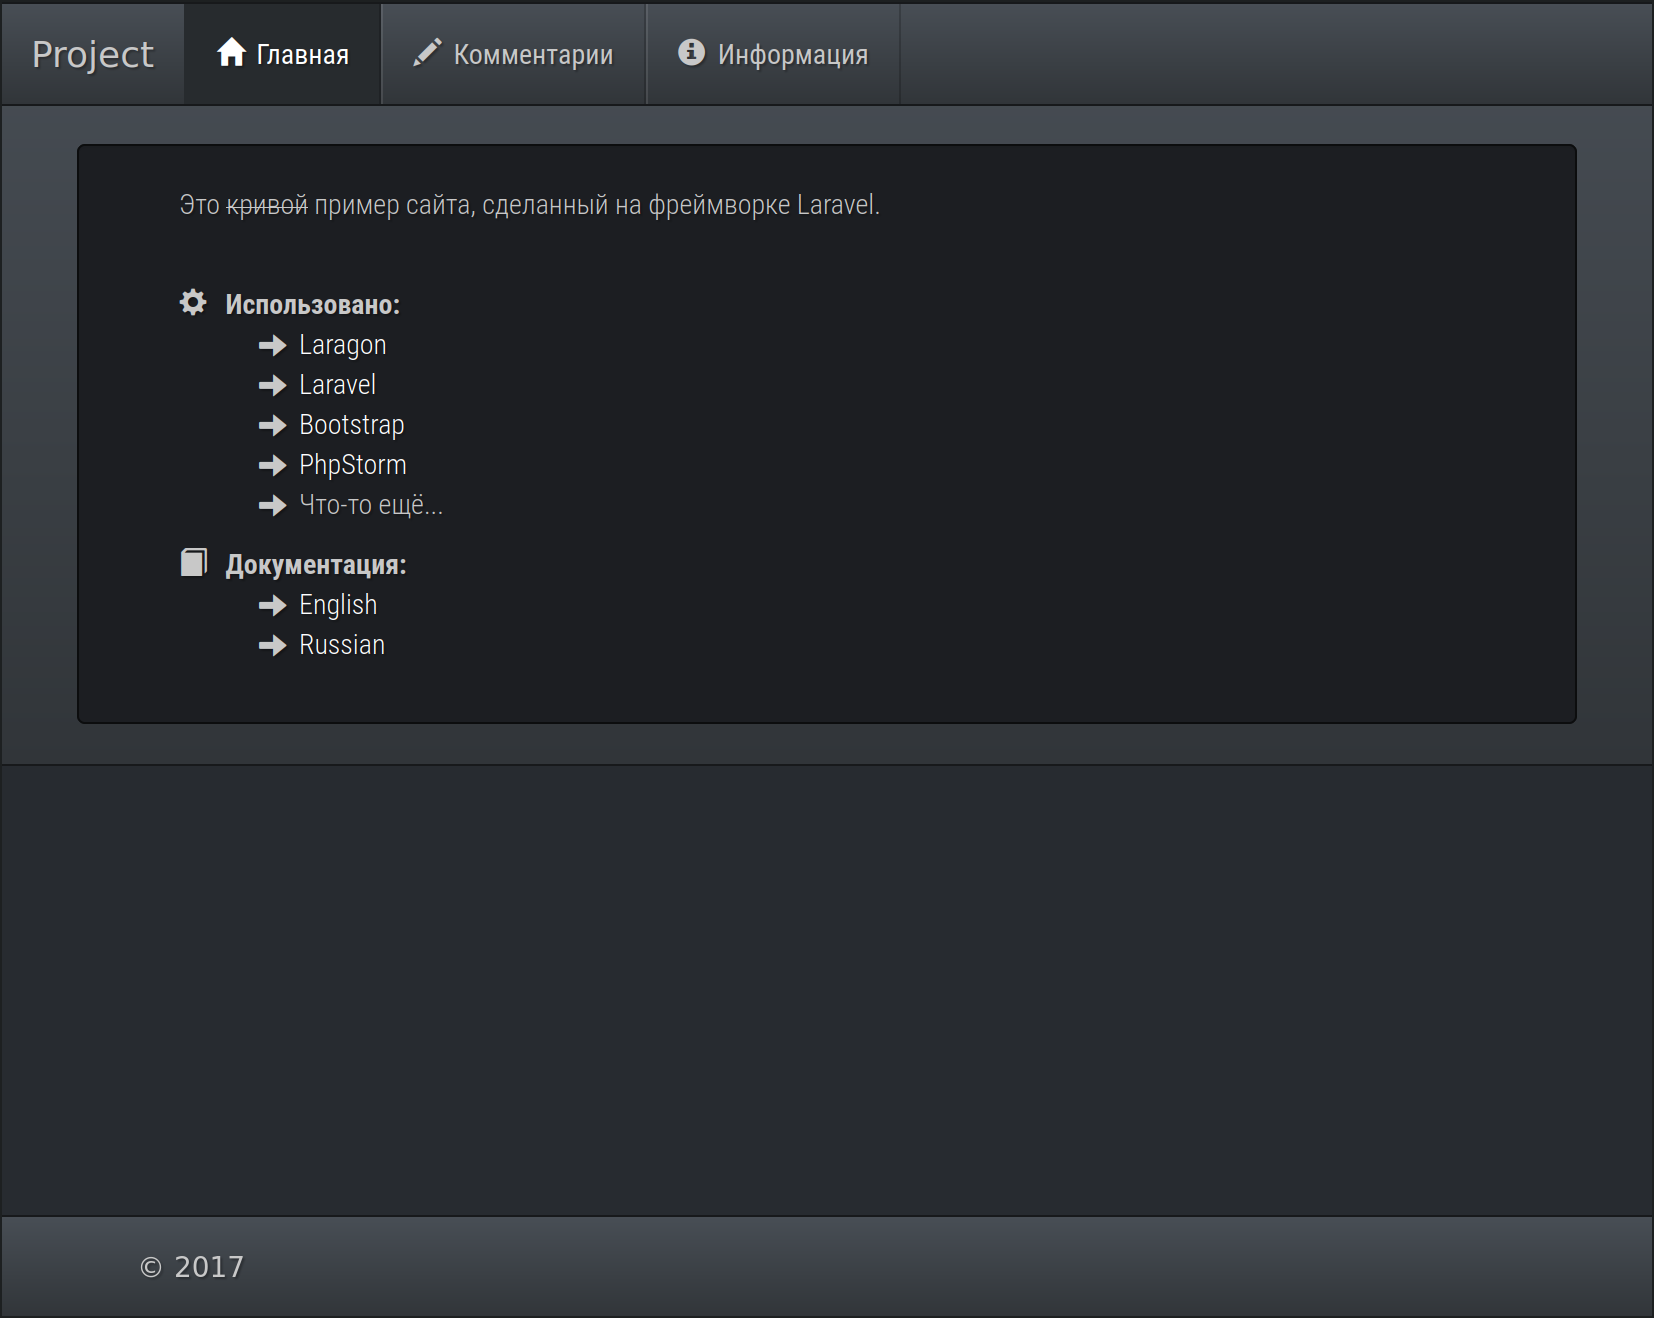 Project Главная Комментарии Информация
Это кривой пример сайта, сделанный на фреймворке Laravel.
Использовано:
Laragon
Laravel
Bootstrap
PhpStorm
Что-то ещё...
Документация:
English
Russian
© 2017